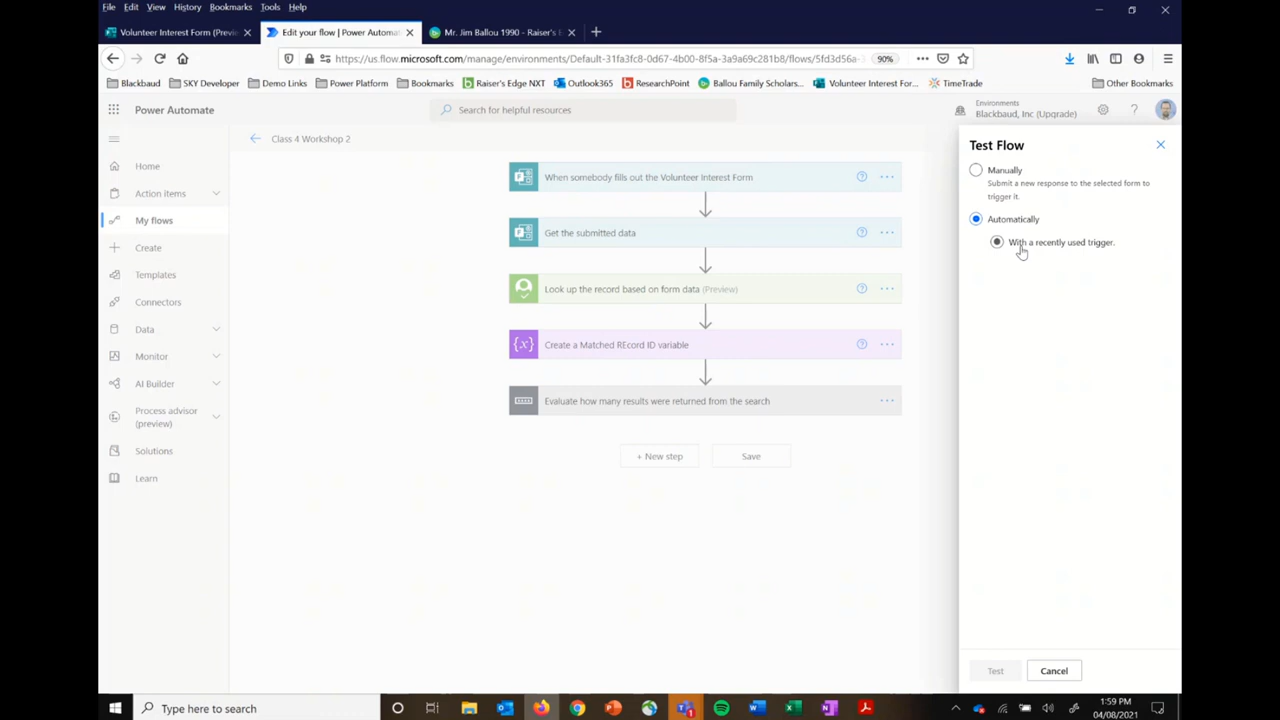 File Edit View History Bookmarks Tools Help
Volunteer Interest Form (Previ
Edit your flow | Power Automate
Mr. Jim Ballou 1990 - Raiser's E
https://us.flow.microsoft.com/manage/environments/Default-31fa3fc8-0d67-4b00-8f5a-3a9a69c281b8/flows/5fd3d56a-
90%
Blackbaud SKY Developer Demo Links Power Platform Bookmarks Raiser's Edge NXT Outlook365 ResearchPoint Ballou Family Scholars... Volunteer Interest For... TimeTrade Other Bookmarks
Power Automate
Search for helpful resources
Environments
Blackbaud, Inc (Upgrade)
Class 4 Workshop 2
Home
Action items
My flows
Create
Templates
Connectors
Data
Monitor
AI Builder
Process advisor
(preview)
Solutions
Learn
When somebody fills out the Volunteer Interest Form
Get the submitted data
Look up the record based on form data (Preview)
{x} Create a Matched REcord ID variable
Evaluate how many results were returned from the search
+ New step
Save
Test Flow
Manually
Submit a new response to the selected form to
trigger it.
Automatically
With a recently used trigger.
Test
Cancel
Type here to search
1:59 PM
04/08/2021